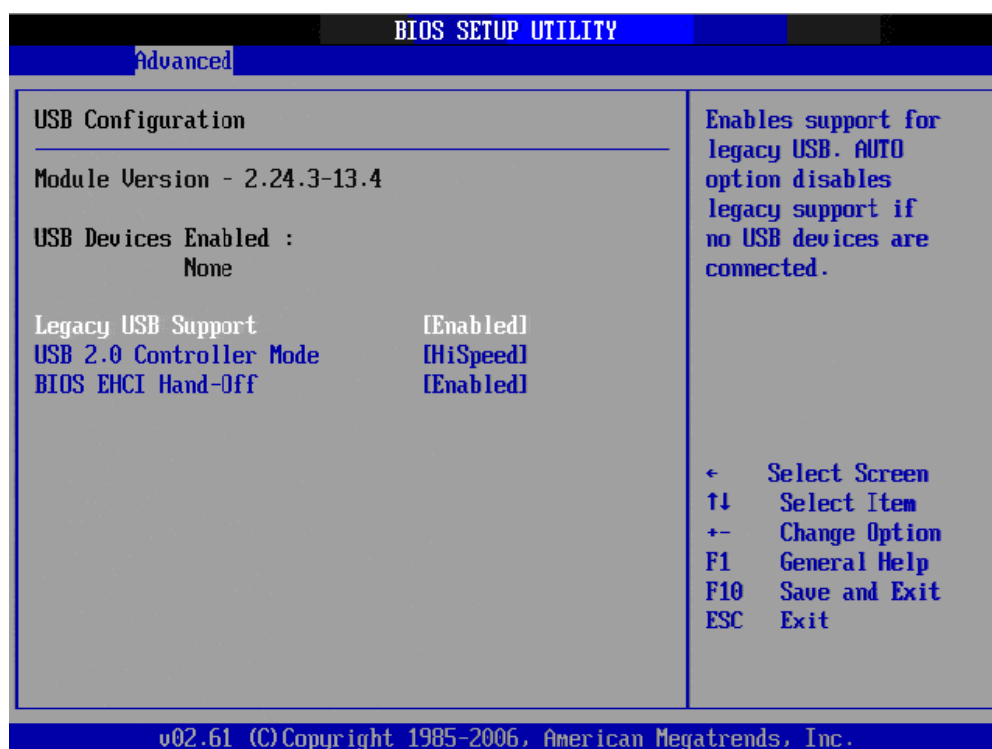 BIOS SETUP UTILITY
Advanced
USB Configuration
Module Version - 2.24.3-13.4
USB Devices Enabled :
None
Legacy USB Support [Enabled]
USB 2.0 Controller Mode [HiSpeed]
BIOS EHCI Hand-Off [Enabled]
Enables support for
legacy USB. AUTO
option disables
legacy support if
no USB devices are
connected.
← Select Screen
↑↓ Select Item
+- Change Option
F1 General Help
F10 Save and Exit
ESC Exit
v02.61 (C)Copyright 1985-2006, American Megatrends, Inc.